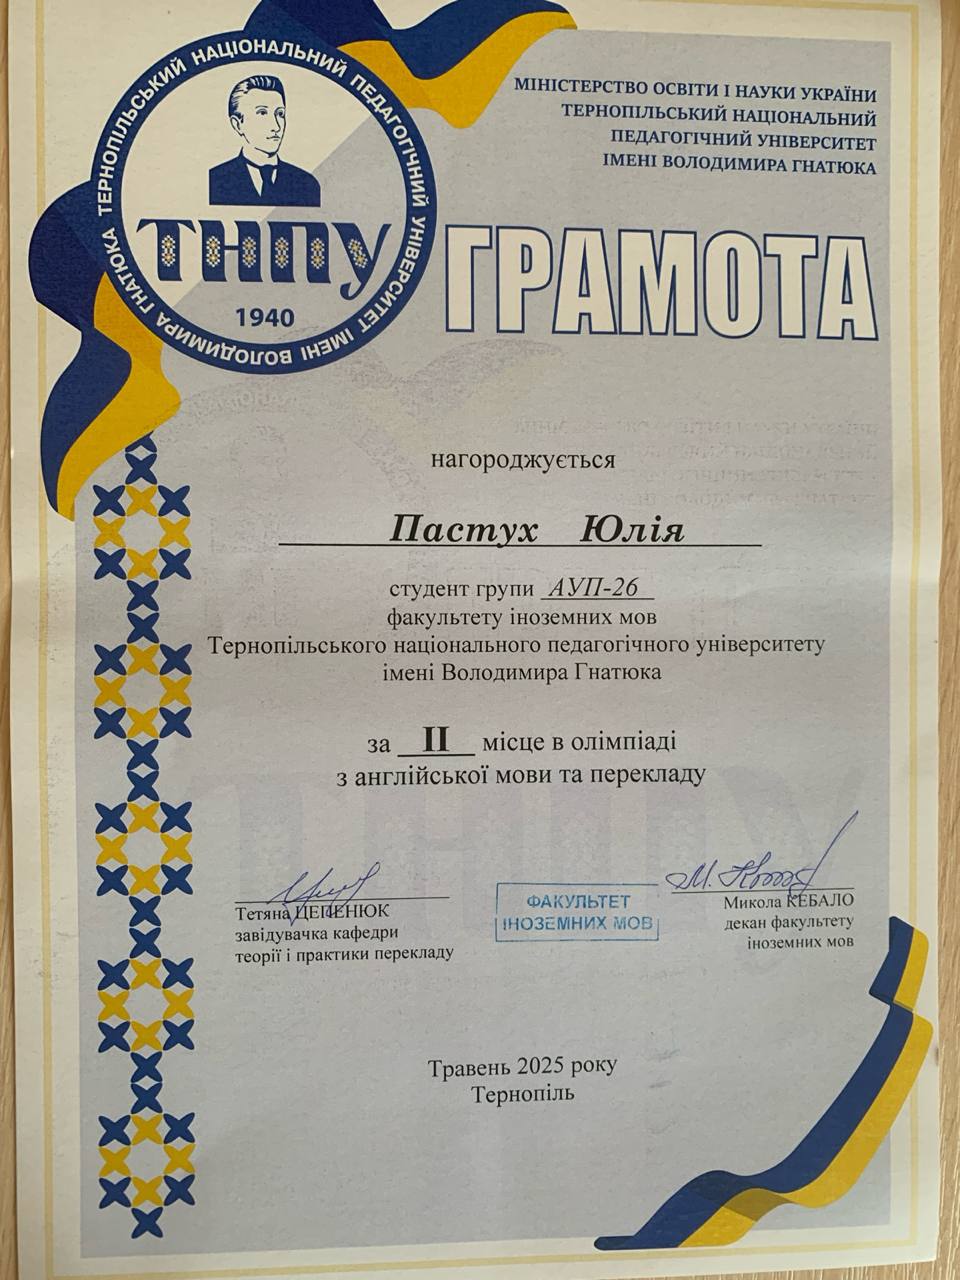 ТЕРНОПІЛЬСЬКИЙ НАЦІОНАЛЬНИЙ ПЕДАГОГІЧНИЙ УНІВЕРСИТЕТ ІМЕНІ ВОЛОДИМИРА ГНАТЮКА
ТНПУ
1940
МІНІСТЕРСТВО ОСВІТИ І НАУКИ УКРАЇНИ
ТЕРНОПІЛЬСЬКИЙ НАЦІОНАЛЬНИЙ
ПЕДАГОГІЧНИЙ УНІВЕРСИТЕТ
ІМЕНІ ВОЛОДИМИРА ГНАТЮКА
ГРАМОТА
нагороджується
Пастух Юлія
студент групи АУП-26
факультету іноземних мов
Тернопільського національного педагогічного університету
імені Володимира Гнатюка
за II місце в олімпіаді
з англійської мови та перекладу
Тетяна
завідувачка кафедри
теорії і практики перекладу
ФАКУЛЬТЕТ
ІНОЗЕМНИХ МОВ
Микола КЕБАЛО
декан факультету
іноземних мов
Травень 2025 року
Тернопіль